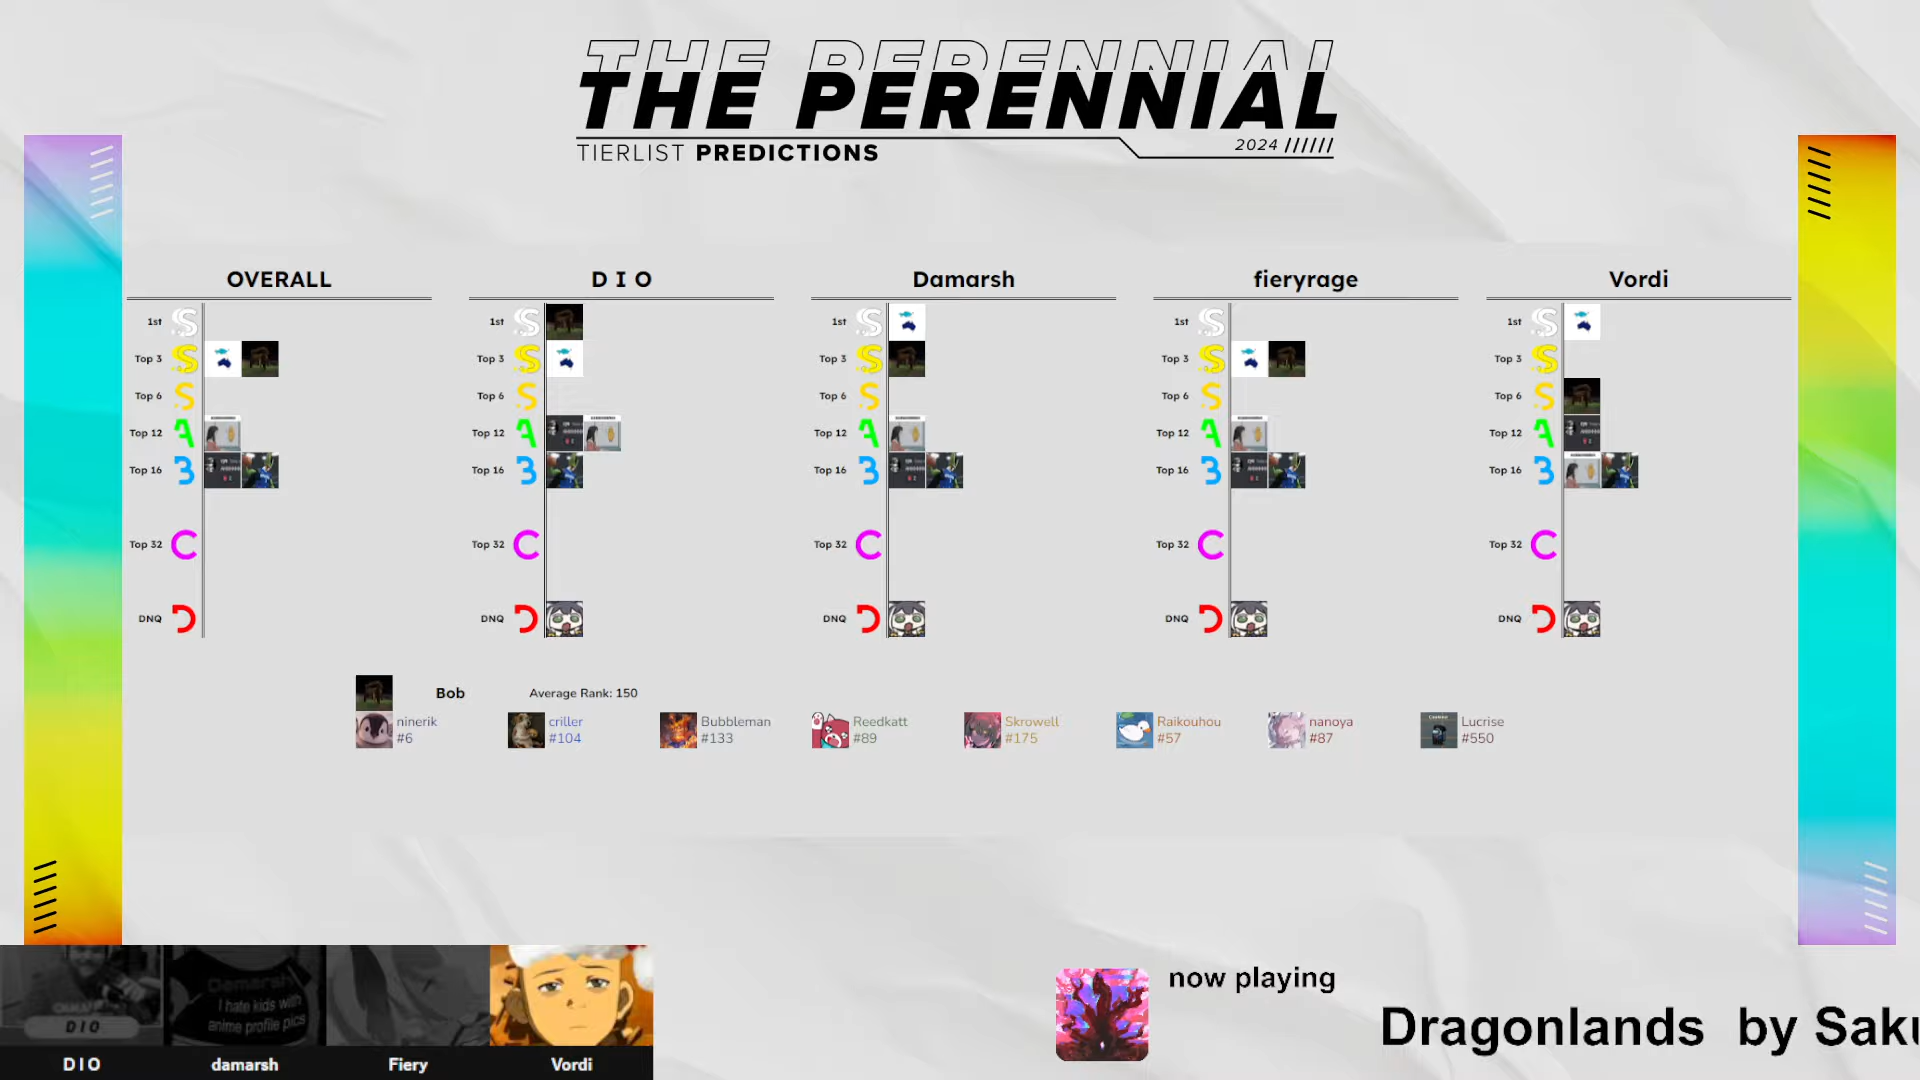 THE PERENNIAL
THE PERENNIAL
TIERLIST PREDICTIONS
2024 //////
OVERALL
D I O
Damarsh
fieryrage
Vordi
1st S
Top 3 S
Top 6 S
Top 12 A
Top 16 B
Top 32 C
DNQ D
1st S
Top 3 S
Top 6 S
Top 12 A
Top 16 B
Top 32 C
DNQ D
1st S
Top 3 S
Top 6 S
Top 12 A
Top 16 B
Top 32 C
DNQ D
1st S
Top 3 S
Top 6 S
Top 12 A
Top 16 B
Top 32 C
DNQ D
1st S
Top 3 S
Top 6 S
Top 12 A
Top 16 B
Top 32 C
DNQ D
Bob
Average Rank: 150
ninerik
#6
criller
#104
Bubbleman
#133
Reedkatt
#89
Skrowell
#175
Raikouhou
#57
nanoya
#87
Lucrise
#550
DIO
Damarsh
I hate kids with
anime profile pics
DIO
damarsh
Fiery
Vordi
now playing
Dragonlands by Saku